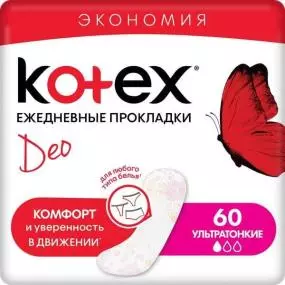 ЭКОНОМИЯ
kotex®
ЕЖЕДНЕВНЫЕ ПРОКЛАДКИ
Deo
для любого
типа белья*
КОМФОРТ
и уверенность
В ДВИЖЕНИИ*
60
УЛЬТРАТОНКИЕ